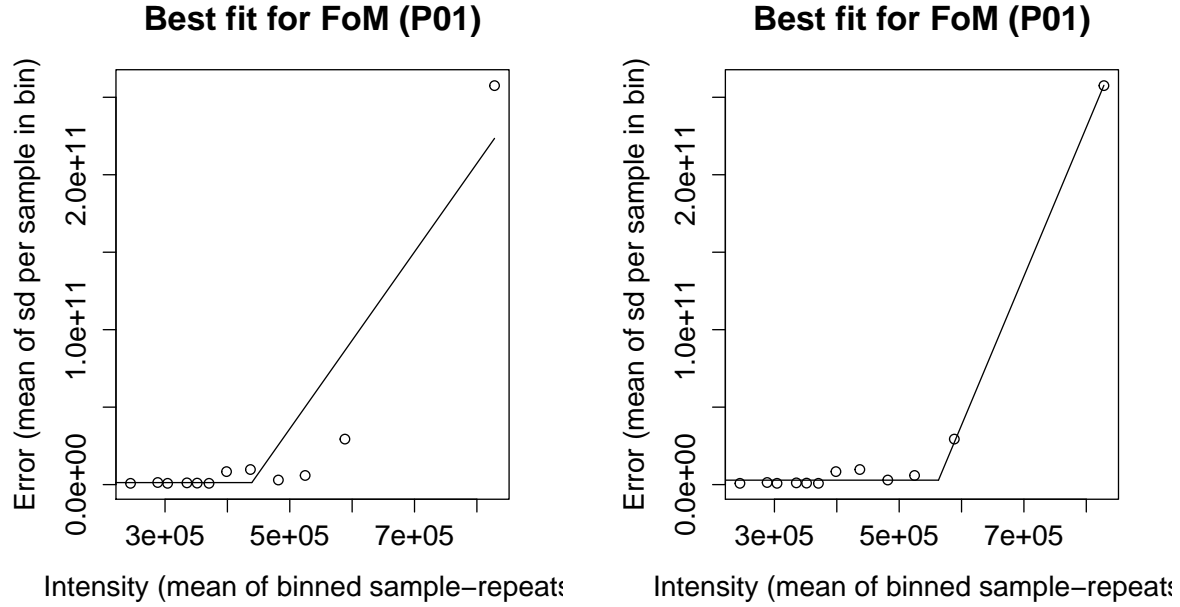 Best fit for FoM (P01)
Error (mean of sd per sample in bin)
0.0e+00 1.0e+11 2.0e+11
3e+05 5e+05 7e+05
Intensity (mean of binned sample−repeats
Best fit for FoM (P01)
Error (mean of sd per sample in bin)
0.0e+00 1.0e+11 2.0e+11
3e+05 5e+05 7e+05
Intensity (mean of binned sample−repeats